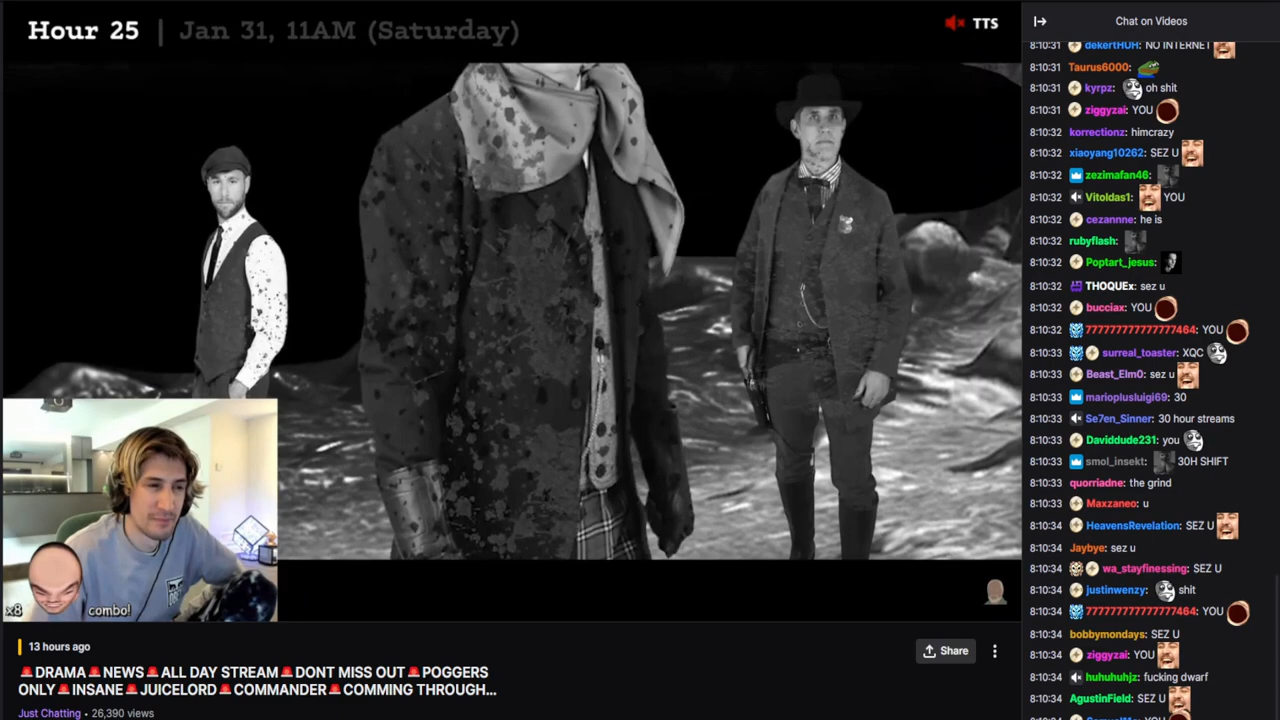 Hour 25 | Jan 31, 11AM (Saturday)
TTS
x8 combo!
13 hours ago
Share
🚨DRAMA🚨NEWS🚨ALL DAY STREAM🚨DONT MISS OUT🚨POGGERS
ONLY🚨INSANE🚨JUICELORD🚨COMMANDER🚨COMMING THROUGH...
Just Chatting • 26,390 views
Chat on Videos
8:10:31 dekertHUH: NO INTERNET
8:10:31 Taurus6000:
8:10:31 kyrpz: oh shit
8:10:31 ziggyzai: YOU
8:10:32 korrectionz: himcrazy
8:10:32 xiaoyang10262: SEZ U
8:10:32 zezimafan46:
8:10:32 Vitoldas1: YOU
8:10:32 cezannne: he is
8:10:32 rubyflash:
8:10:32 Poptart_jesus:
8:10:32 THOQUEx: sez u
8:10:32 bucciax: YOU
8:10:32 777777777777777464: YOU
8:10:33 surreal_toaster: XQC
8:10:33 Beast_Elm0: sez u
8:10:33 marioplusluigi69: 30
8:10:33 Se7en_Sinner: 30 hour streams
8:10:33 Daviddude231: you
8:10:33 smol_insekt: 30H SHIFT
8:10:33 quorriadne: the grind
8:10:33 Maxzaneo: u
8:10:34 HeavensRevelation: SEZ U
8:10:34 Jaybye: sez u
8:10:34 wa_stayfinessing: SEZ U
8:10:34 justinwenzy: shit
8:10:34 777777777777777464: YOU
8:10:34 bobbymondays: SEZ U
8:10:34 ziggyzai: YOU
8:10:34 huhuhuhjz: fucking dwarf
8:10:34 AgustinField: SEZ U